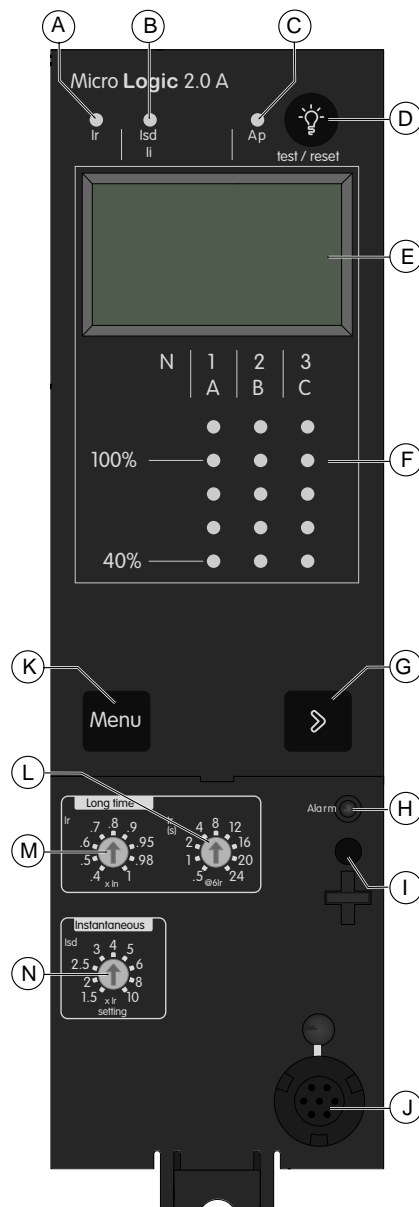 A B C
Micro Logic 2.0 A
D
Ir Isd Ap
Ii
test / reset
E
N 1 2 3
A B C
100% F
40%
K G
Menu
L
Long time
Ir .4 .5 .6 .7 .8 .9 .95 .98 1
x In
(s) .5 1 2 4 8 12 16 20 24
@6Ir
Alarm H
M I
Instantaneous
Isd 1.5 2 2.5 3 4 5 6 8 10
x Ir
setting
N
J